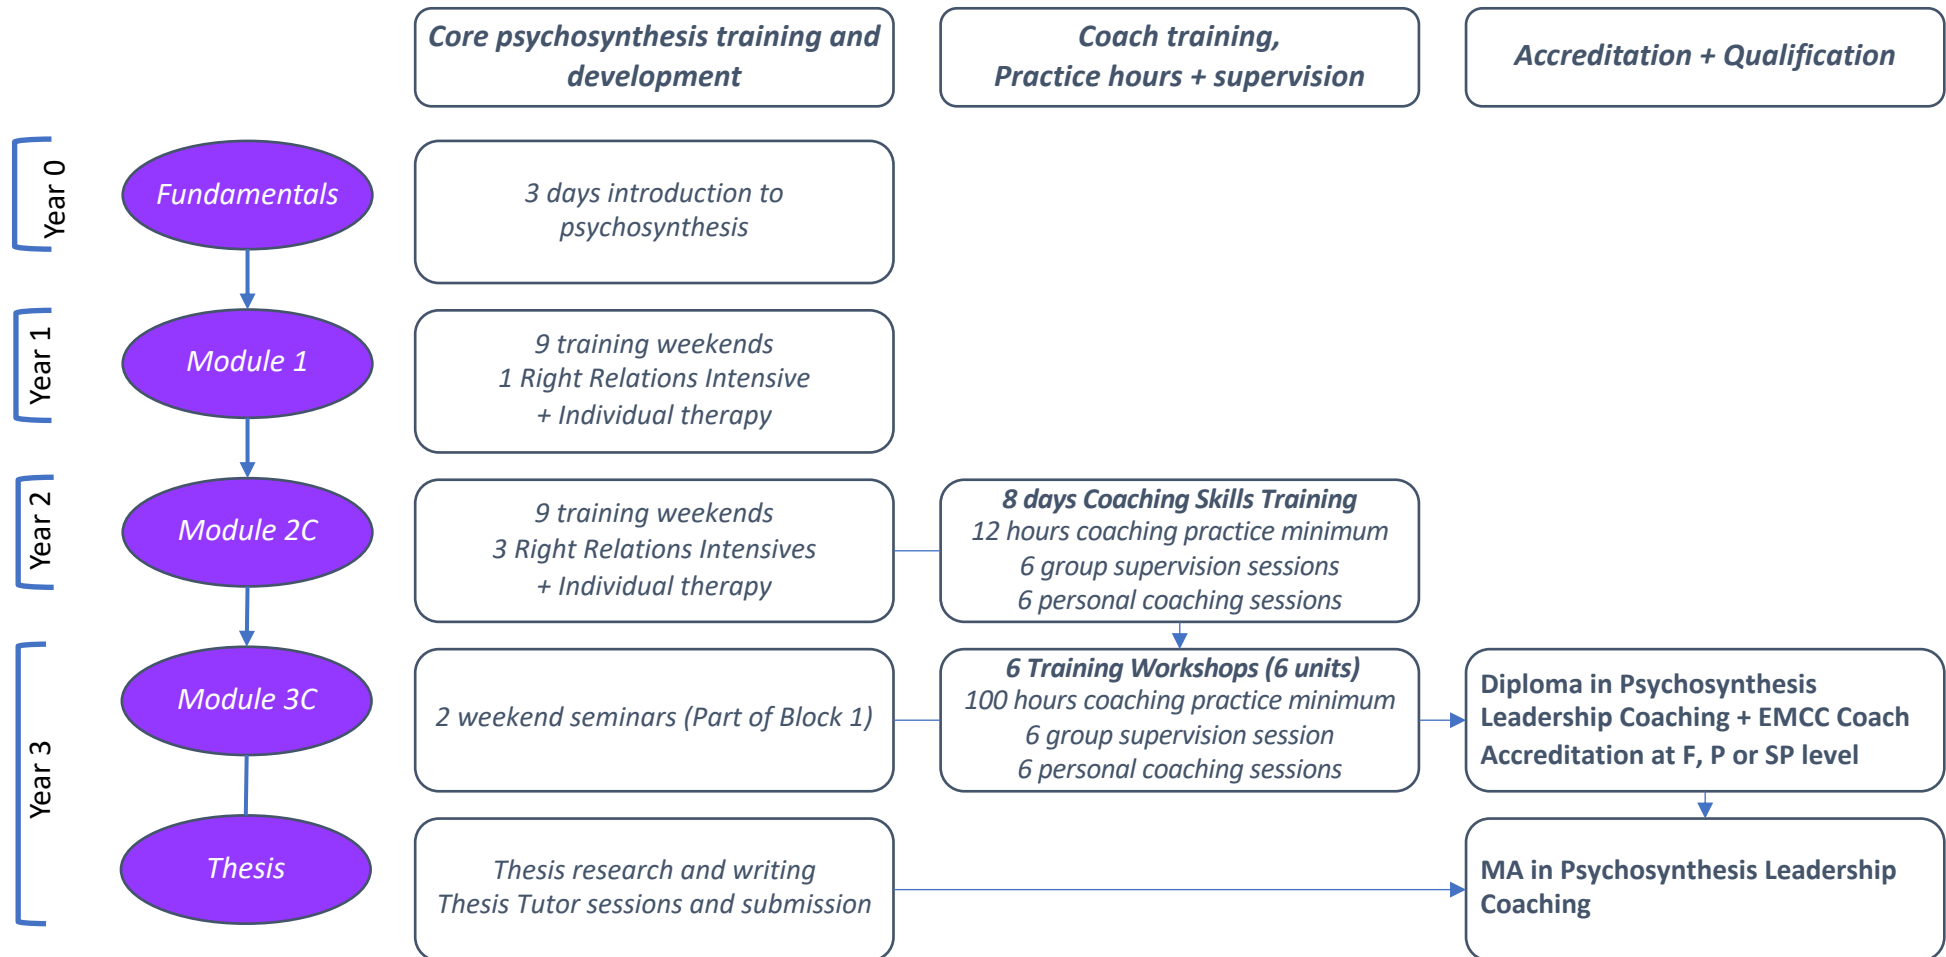 Core psychosynthesis training and
development
Coach training,
Practice hours + supervision
Accreditation + Qualification
Year 0
Fundamentals
3 days introduction to
psychosynthesis
Year 1
Module 1
9 training weekends
1 Right Relations Intensive
+ Individual therapy
Year 2
Module 2C
9 training weekends
3 Right Relations Intensives
+ Individual therapy
8 days Coaching Skills Training
12 hours coaching practice minimum
6 group supervision sessions
6 personal coaching sessions
Year 3
Module 3C
2 weekend seminars (Part of Block 1)
6 Training Workshops (6 units)
100 hours coaching practice minimum
6 group supervision session
6 personal coaching sessions
Diploma in Psychosynthesis
Leadership Coaching + EMCC Coach
Accreditation at F, P or SP level
Thesis
Thesis research and writing
Thesis Tutor sessions and submission
MA in Psychosynthesis Leadership
Coaching